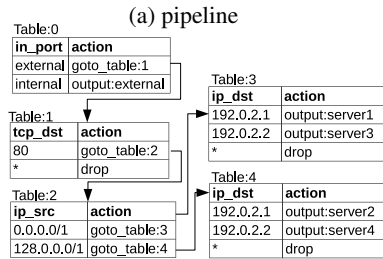 (a) pipeline
Table:0
in_port action
external goto_table:1
internal output:external
Table:1
tcp_dst action
80 goto_table:2
* drop
Table:2
ip_src action
0.0.0.0/1 goto_table:3
128.0.0.0/1 goto_table:4
Table:3
ip_dst action
192.0.2.1 output:server1
192.0.2.2 output:server3
* drop
Table:4
ip_dst action
192.0.2.1 output:server2
192.0.2.2 output:server4
* drop